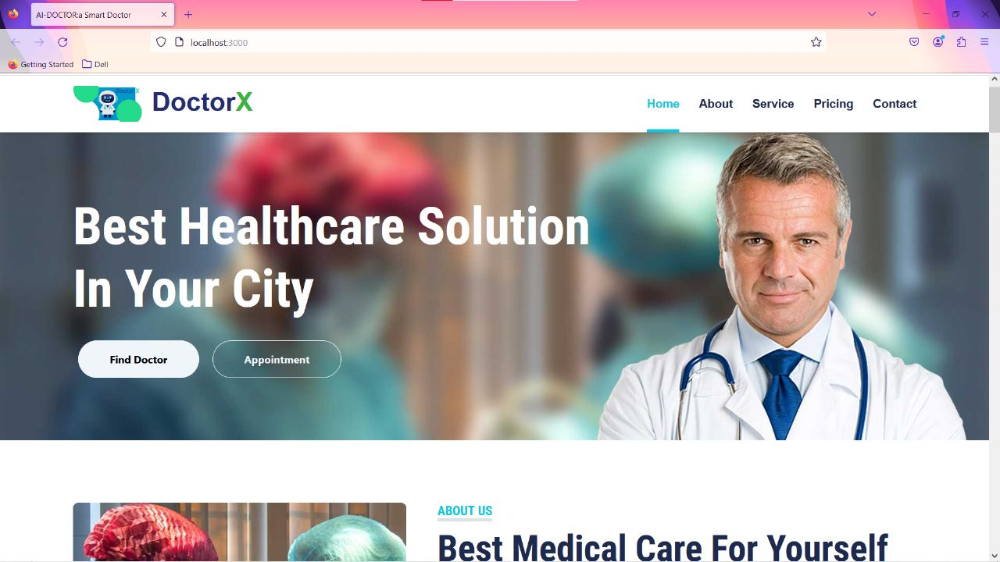 AI-DOCTOR:a Smart Doctor
localhost:3000
Getting Started Dell
DoctorX
DoctorX
Home About Service Pricing Contact
Best Healthcare Solution
In Your City
Find Doctor Appointment
ABOUT US
Best Medical Care For Yourself